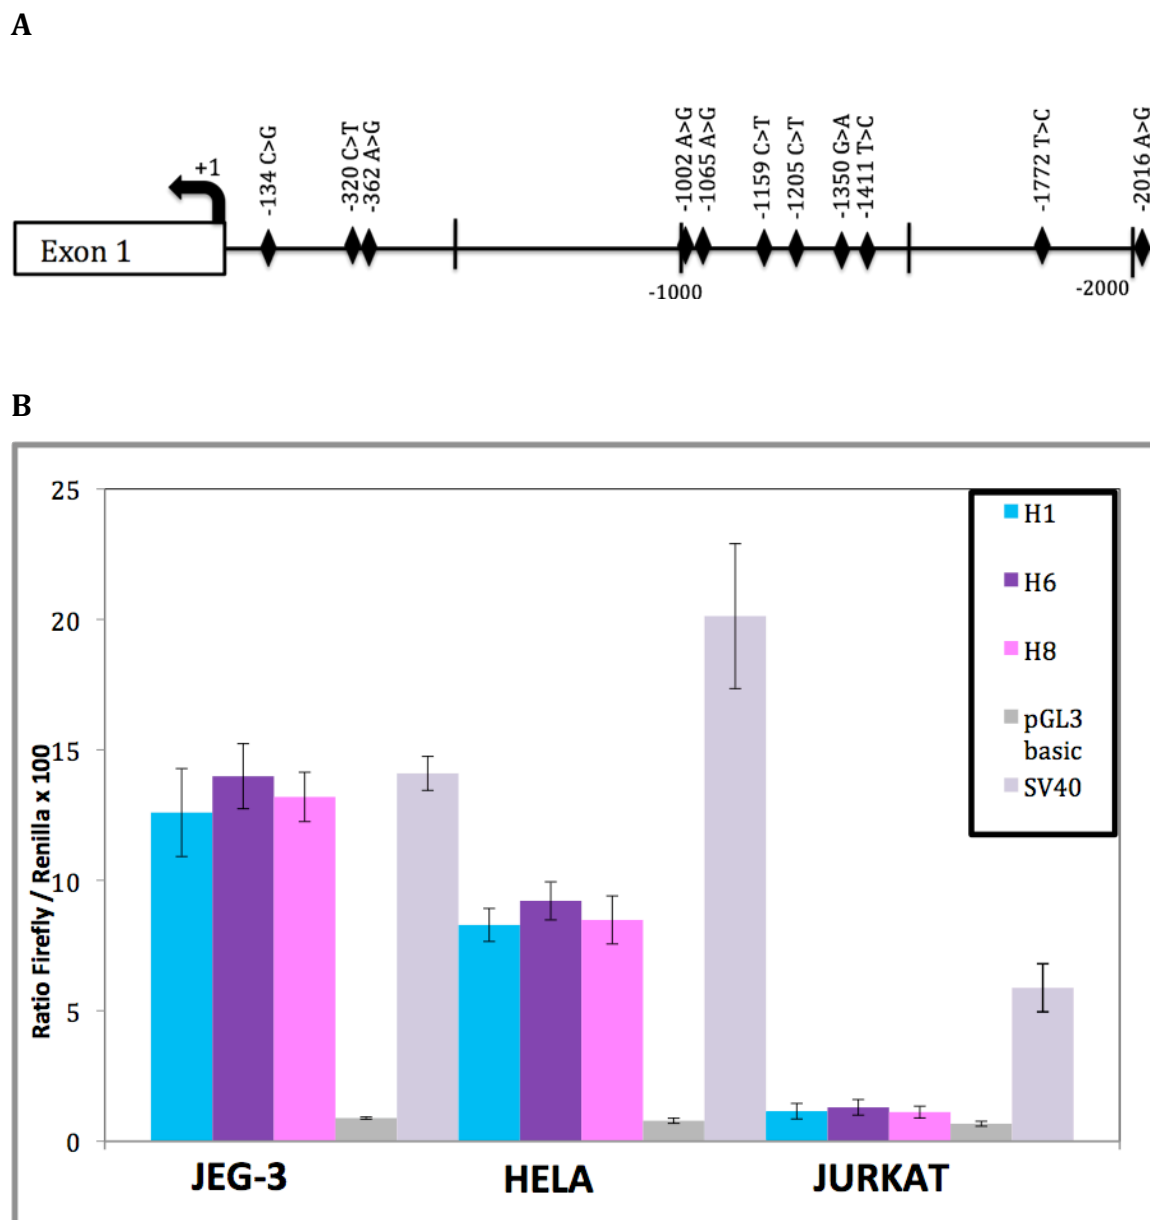 A
+1
-134 C>G
-320 C>T
-362 A>G
-1002 A>G
-1065 A>G
-1159 C>T
-1205 C>T
-1350 G>A
-1411 T>C
-1772 T>C
-2016 A>G
Exon 1
-1000
-2000
B
Ratio Firefly / Renilla x 100
25
20
15
10
5
0
H1
H6
H8
pGL3
basic
SV40
JEG-3
HELA
JURKAT